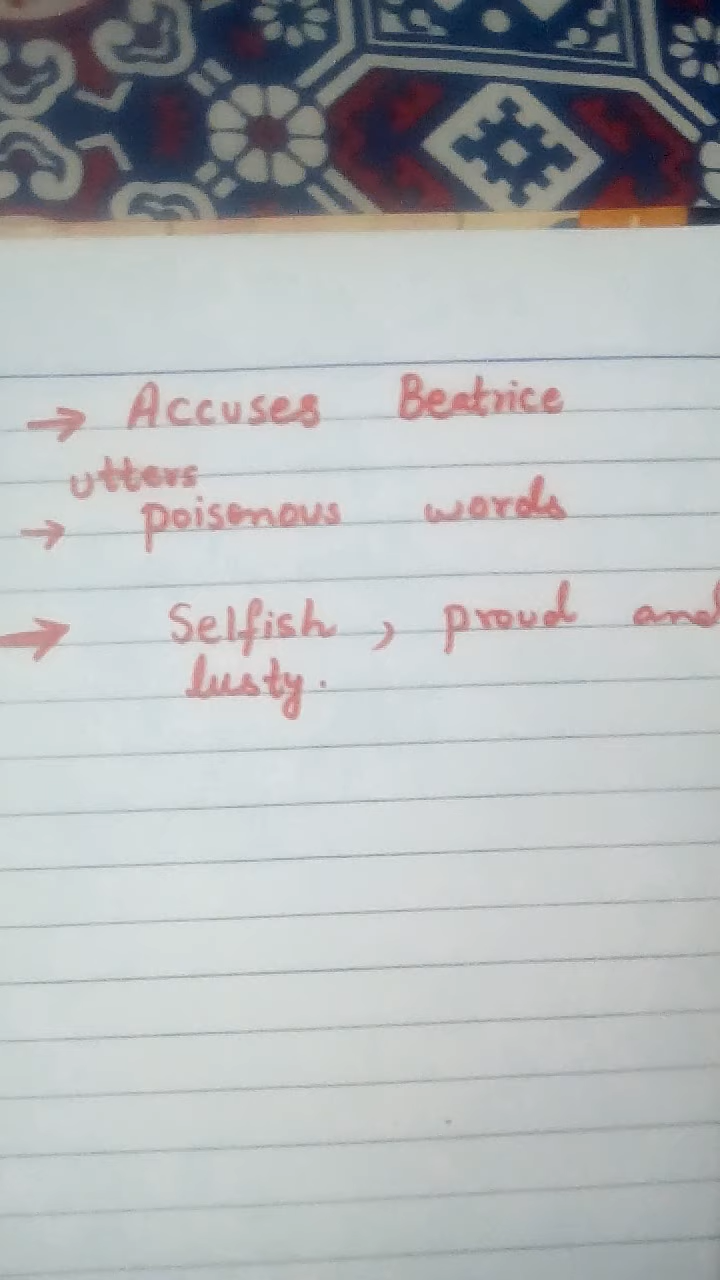 → Accuses Beatrice
utters
→ poisonous words
→ Selfish, proud and
lusty.